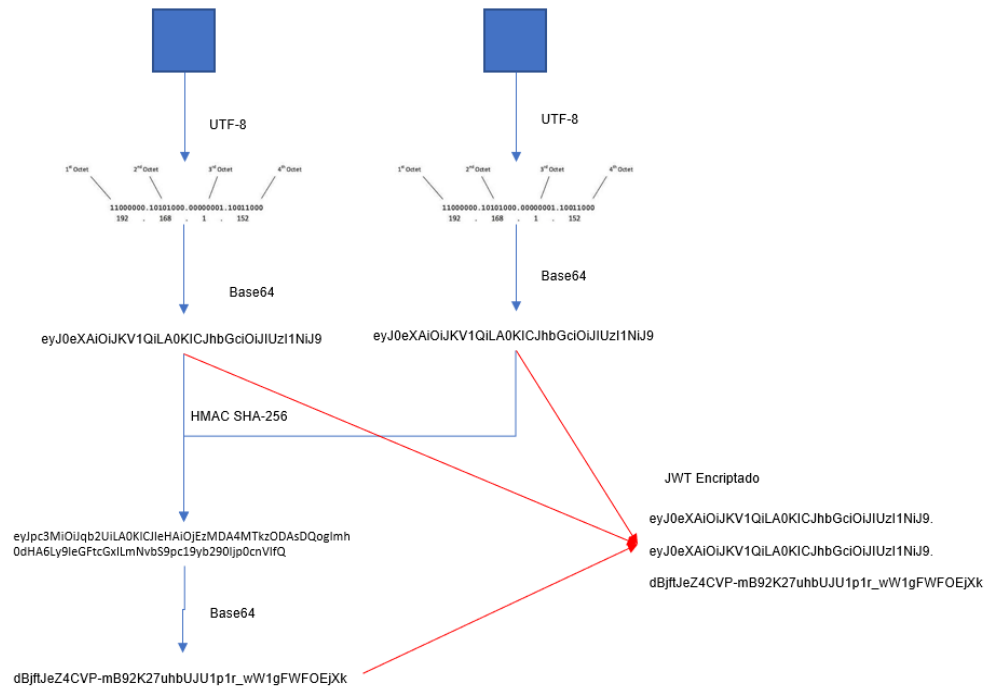 UTF-8
UTF-8
1st Octet 2nd Octet 3rd Octet 4th Octet
11000000.10101000.00000001.10011000
192 . 168 . 1 . 152
1st Octet 2nd Octet 3rd Octet 4th Octet
11000000.10101000.00000001.10011000
192 . 168 . 1 . 152
Base64
Base64
eyJ0eXAiOiJKV1QiLA0KICJhbGciOiJIUzI1NiJ9
eyJ0eXAiOiJKV1QiLA0KICJhbGciOiJIUzI1NiJ9
HMAC SHA-256
JWT Encriptado
eyJ0eXAiOiJKV1QiLA0KICJhbGciOiJIUzI1NiJ9.
eyJ0eXAiOiJKV1QiLA0KICJhbGciOiJIUzI1NiJ9.
dBjftJeZ4CVP-mB92K27uhbUJU1p1r_wW1gFWFOEjXk
eyJpc3MiOiJqb2UiLA0KICJleHAiOjEzMDA4MTkzODAsDQogImh
0dHA6Ly9leGFtcGxlLmNvbS9pc19yb290Ijp0cnVlfQ
Base64
dBjftJeZ4CVP-mB92K27uhbUJU1p1r_wW1gFWFOEjXk